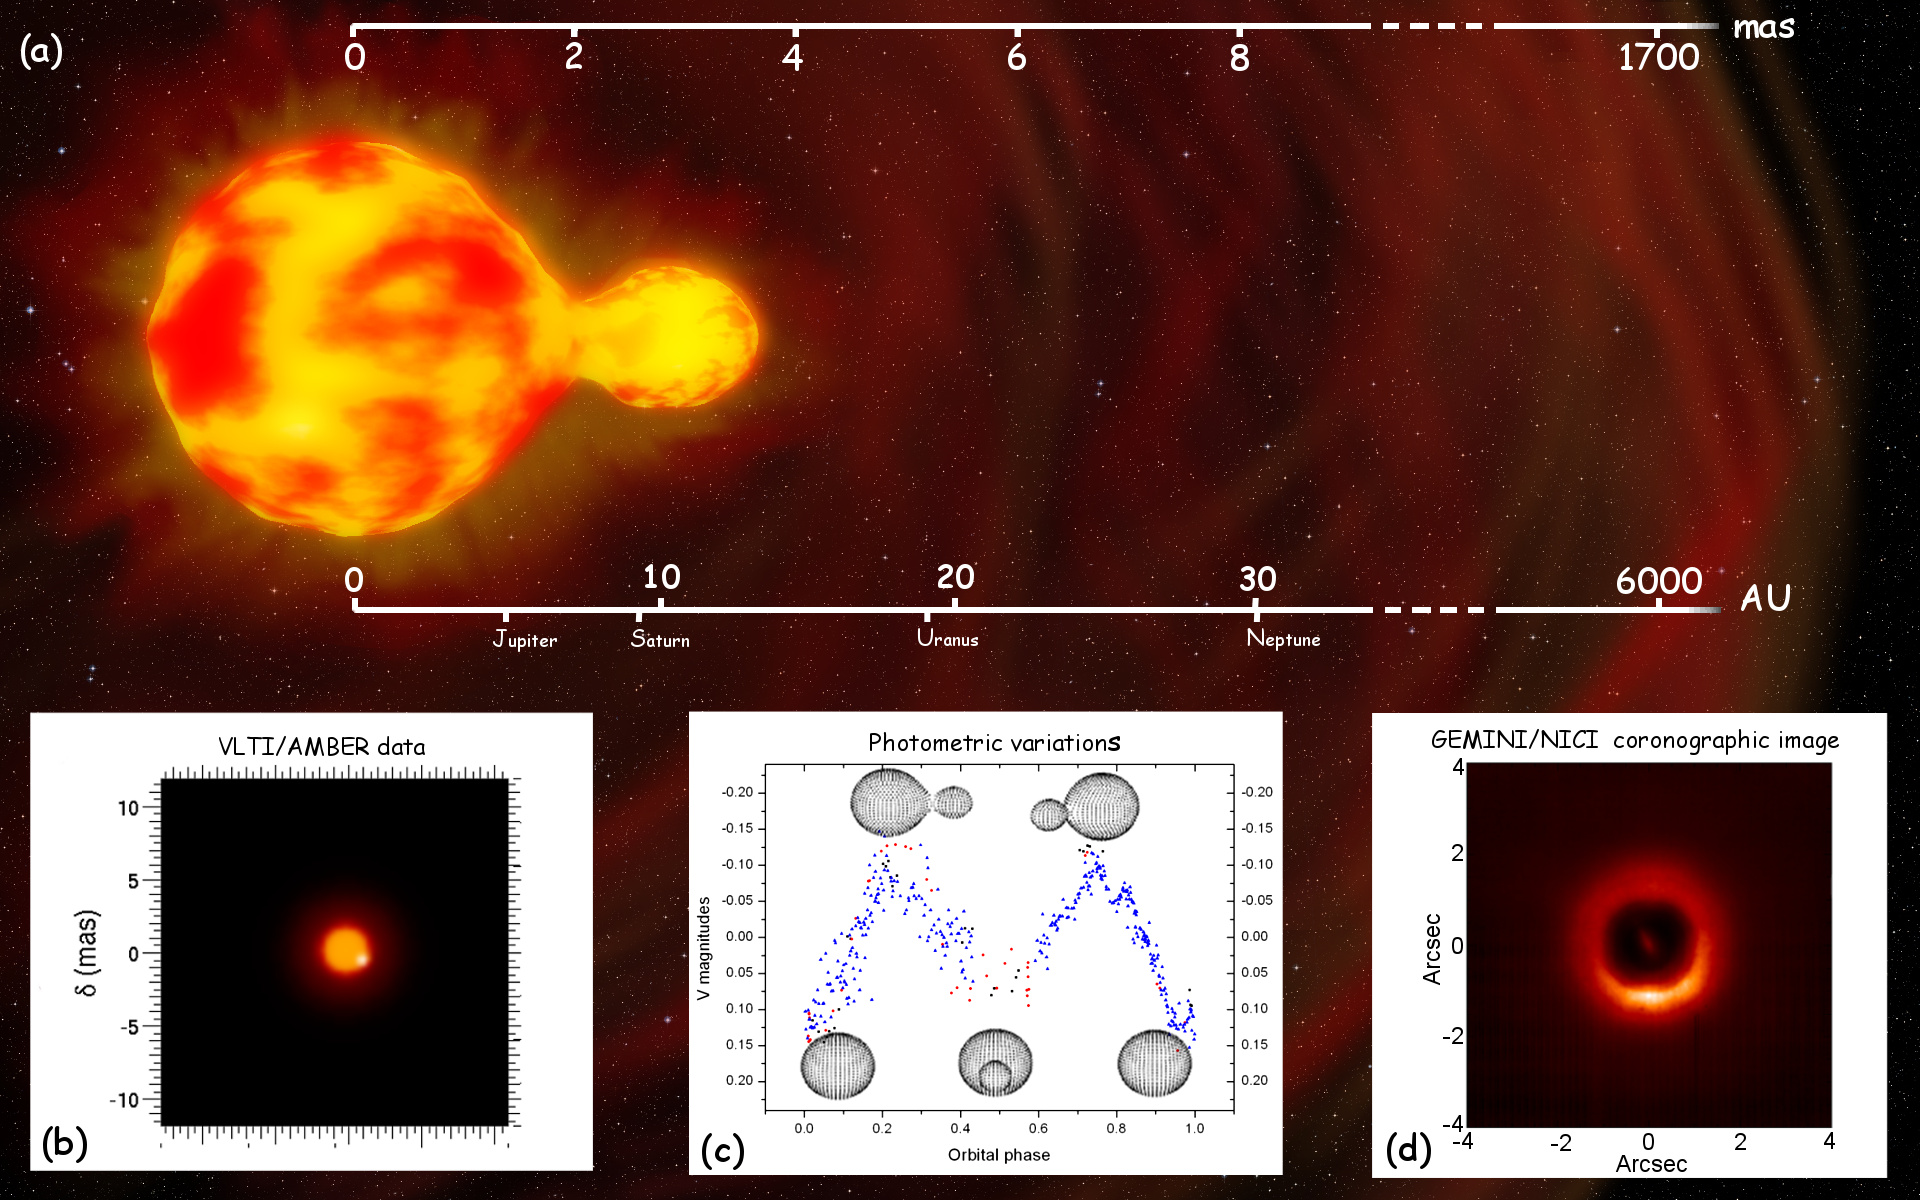 (a)
0 2 4 6 8 1700 mas
0 10 20 30 6000 AU
Jupiter Saturn Uranus Neptune
VLTI/AMBER data
10
5
0
-5
-10
δ (mas)
(b)
Photometric variations
-0.20 -0.20
-0.15 -0.15
-0.10 -0.10
-0.05 -0.05
0.00 0.00
0.05 0.05
0.10 0.10
0.15 0.15
0.20 0.20
V magnitudes
0.0 0.2 0.4 0.6 0.8 1.0
Orbital phase
(c)
GEMINI/NICI coronographic image
4
2
0
-2
-4
Arcsec
-4 -2 0 2 4
Arcsec
(d)